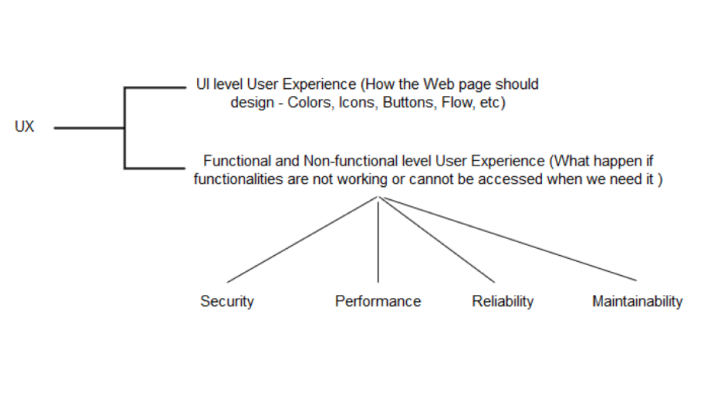 UI level User Experience (How the Web page should
design - Colors, Icons, Buttons, Flow, etc)
UX
Functional and Non-functional level User Experience (What happen if
functionalities are not working or cannot be accessed when we need it )
Security
Performance
Reliability
Maintainability